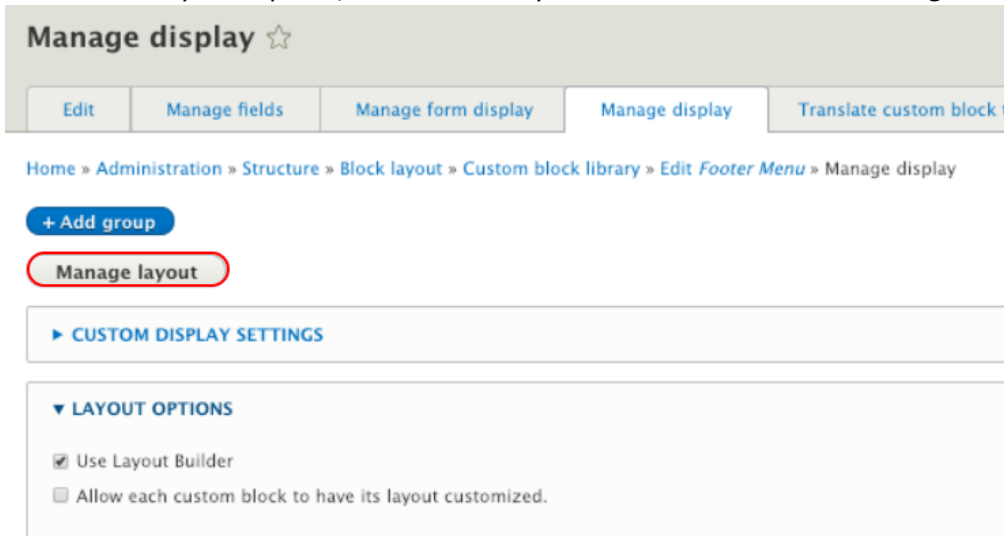 Manage display
Edit Manage fields Manage form display Manage display Translate custom block
Home » Administration » Structure » Block layout » Custom block library » Edit Footer Menu » Manage display
+ Add group
Manage layout
▸ CUSTOM DISPLAY SETTINGS
▾ LAYOUT OPTIONS
Use Layout Builder
Allow each custom block to have its layout customized.